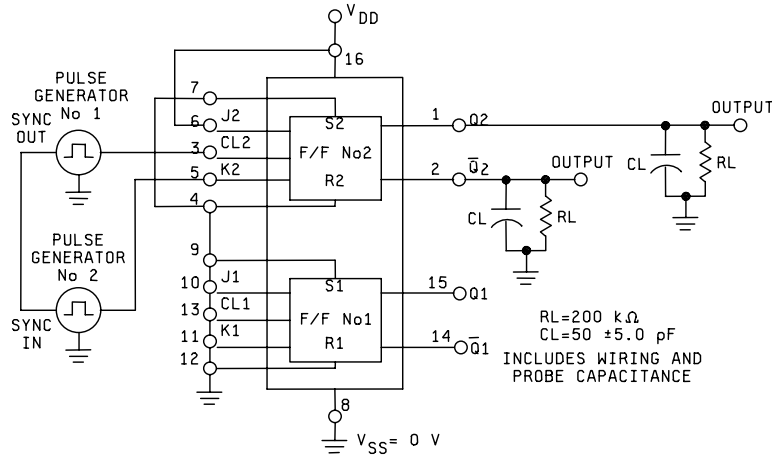 VDD
16
PULSE
GENERATOR
No 1
SYNC
OUT
7
6
J2
3
CL2
5
K2
4
S2
F/F No2
R2
1
Q2
2
Q̅2
OUTPUT
CL
RL
OUTPUT
CL
RL
PULSE
GENERATOR
No 2
SYNC
IN
9
10
J1
13
CL1
11
K1
12
S1
F/F No1
R1
15
Q1
14
Q̅1
8
VSS= 0 V
RL=200 kΩ
CL=50 ±5.0 pF
INCLUDES WIRING AND
PROBE CAPACITANCE